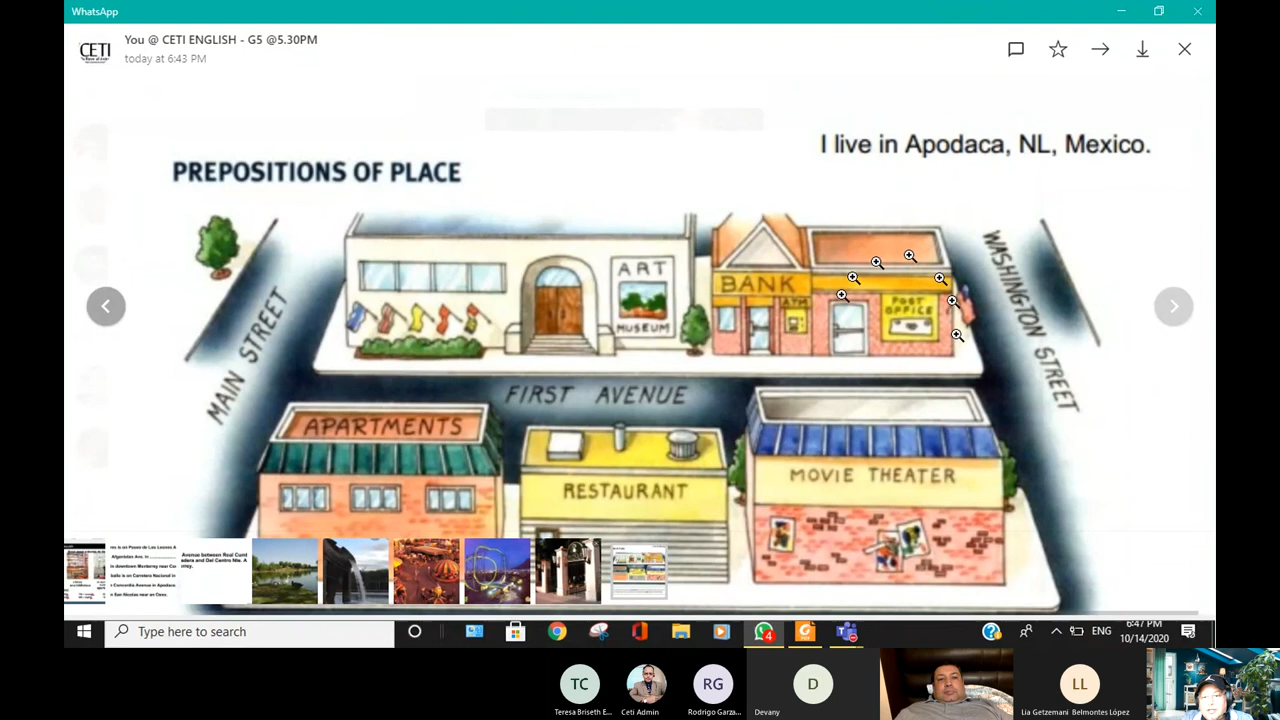 WhatsApp
CETI
You @ CETI ENGLISH - G5 @5.30PM
today at 6:43 PM
I live in Apodaca, NL, Mexico.
PREPOSITIONS OF PLACE
MAIN STREET
ART
MUSEUM
BANK
ATM
POST
OFFICE
WASHINGTON STREET
FIRST AVENUE
APARTMENTS
RESTAURANT
MOVIE THEATER
Type here to search
4
ENG
6:47 PM
10/14/2020
TC
RG
D
LL
Teresa Briseth E...
Ceti Admin
Rodrigo Garza...
Devany
Lia Getzemani Belmontes López